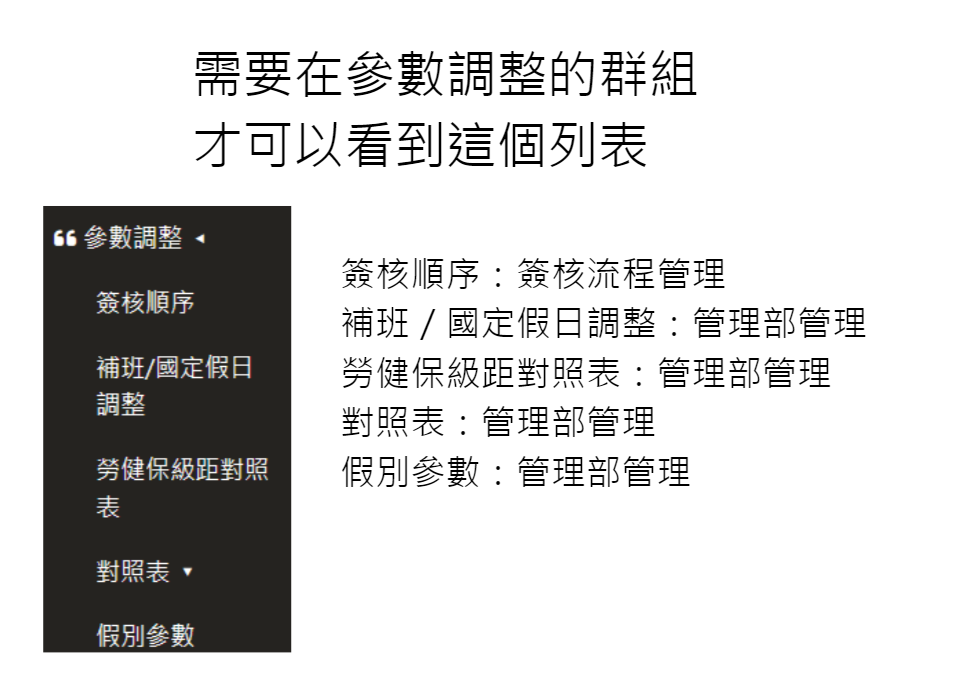 需要在參數調整的群組
才可以看到這個列表
參數調整
簽核順序
補班/國定假日
調整
勞健保級距對照
表
對照表
假別參數
簽核順序：簽核流程管理
補班／國定假日調整：管理部管理
勞健保級距對照表：管理部管理
對照表：管理部管理
假別參數：管理部管理